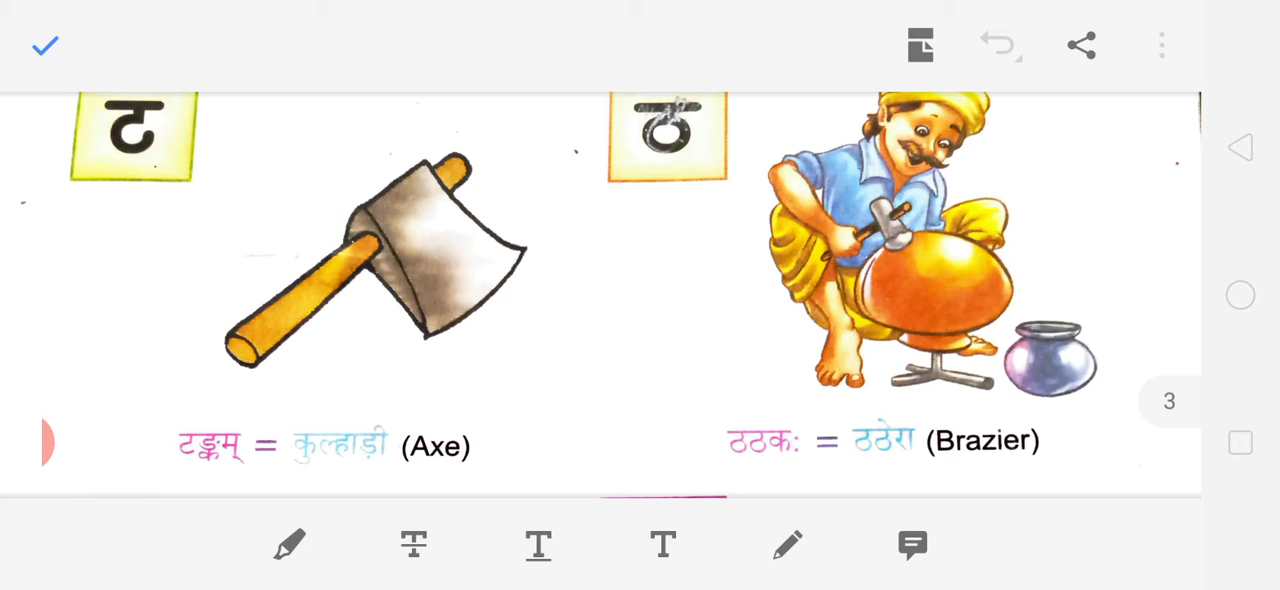 ट
ठ
टङ्कम् = कुल्हाड़ी (Axe)
ठठकः = ठठेरा (Brazier)
3